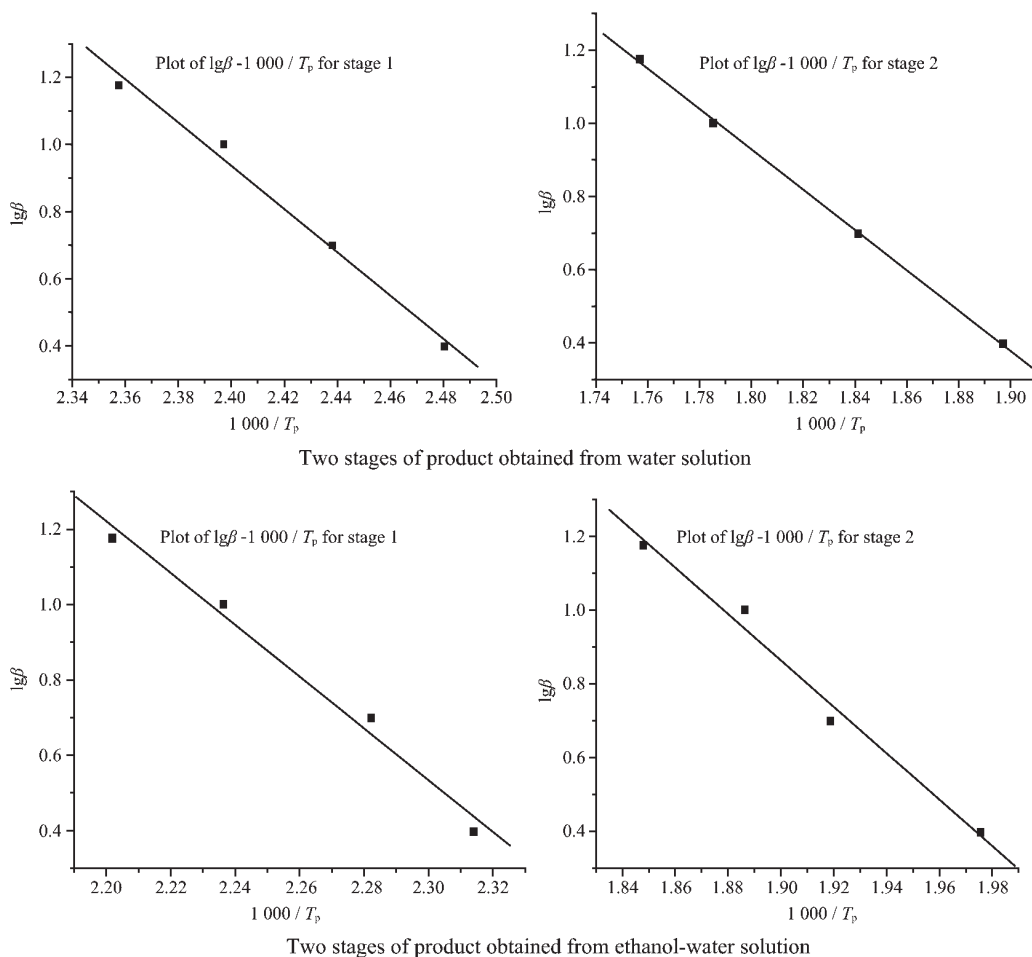 Plot of lgβ -1 000 / Tp for stage 1
1.2
1.0
0.8
0.6
0.4
lgβ
2.34 2.36 2.38 2.40 2.42 2.44 2.46 2.48 2.50
1 000 / Tp
Plot of lgβ -1 000 / Tp for stage 2
1.2
1.0
0.8
0.6
0.4
lgβ
1.74 1.76 1.78 1.80 1.82 1.84 1.86 1.88 1.90
1 000 / Tp
Two stages of product obtained from water solution
Plot of lgβ -1 000 / Tp for stage 1
1.2
1.0
0.8
0.6
0.4
lgβ
2.20 2.22 2.24 2.26 2.28 2.30 2.32
1 000 / Tp
Plot of lgβ -1 000 / Tp for stage 2
1.2
1.0
0.8
0.6
0.4
lgβ
1.84 1.86 1.88 1.90 1.92 1.94 1.96 1.98
1 000 / Tp
Two stages of product obtained from ethanol-water solution